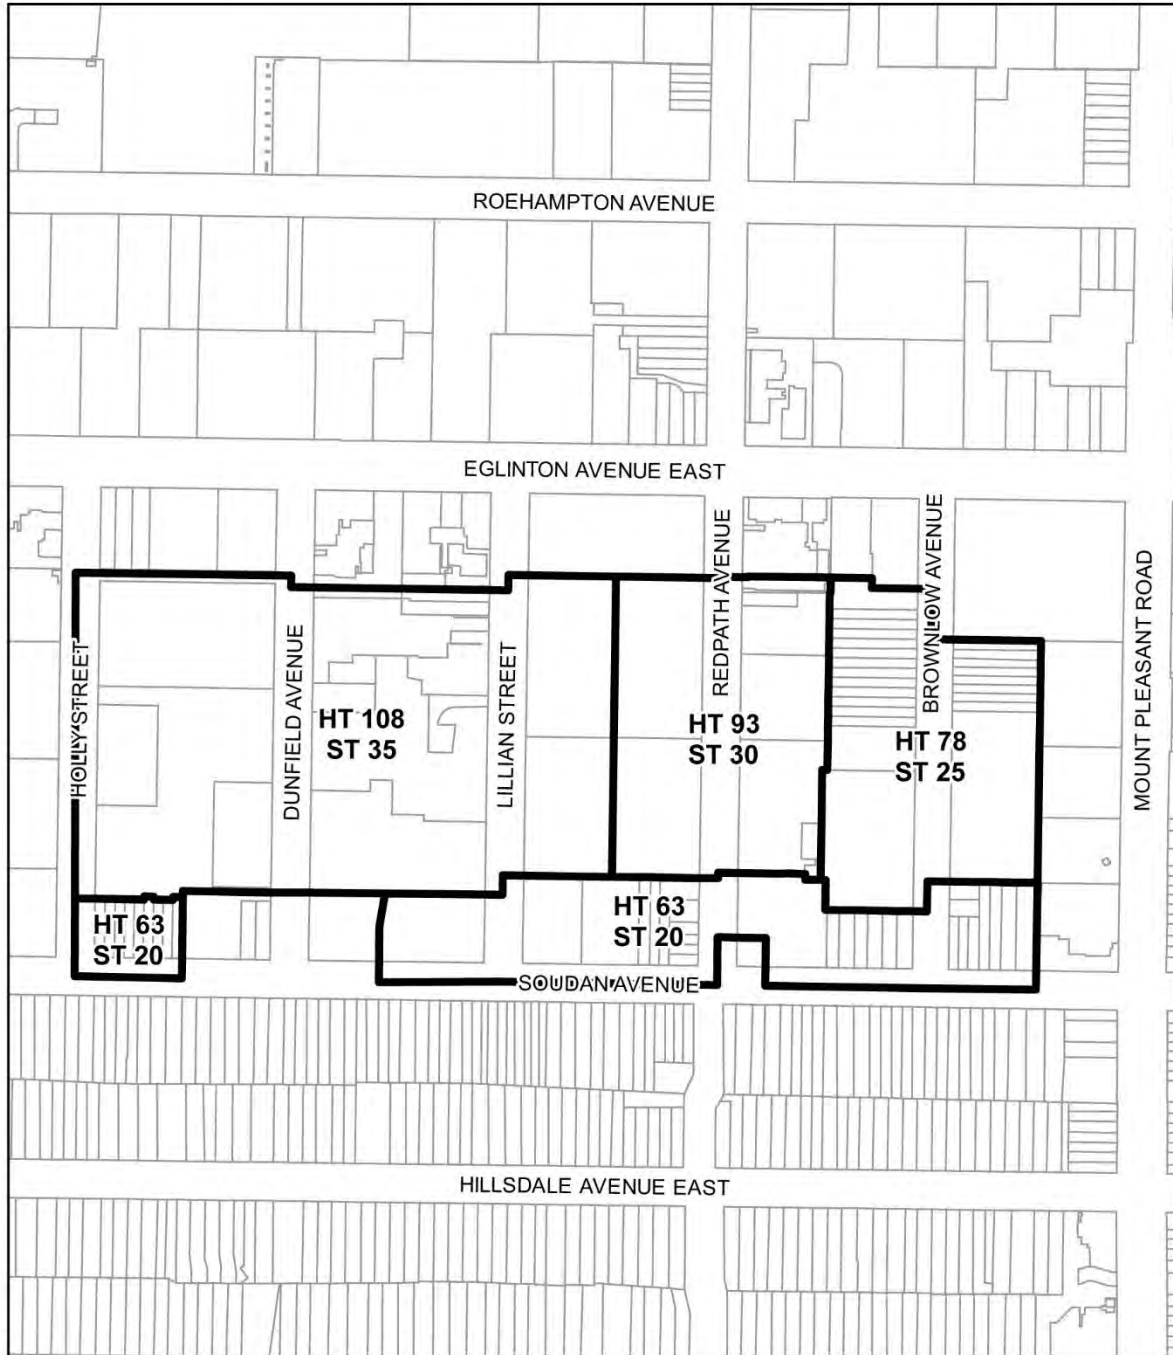 ROEHAMPTON AVENUE
EGLINTON AVENUE EAST
HOLLY STREET
DUNFIELD AVENUE
HT 108
ST 35
LILLIAN STREET
REDPATH AVENUE
HT 93
ST 30
BROWNLOW AVENUE
HT 78
ST 25
MOUNT PLEASANT ROAD
HT 63
ST 20
HT 63
ST 20
SOUDAN AVENUE
HILLSDALE AVENUE EAST